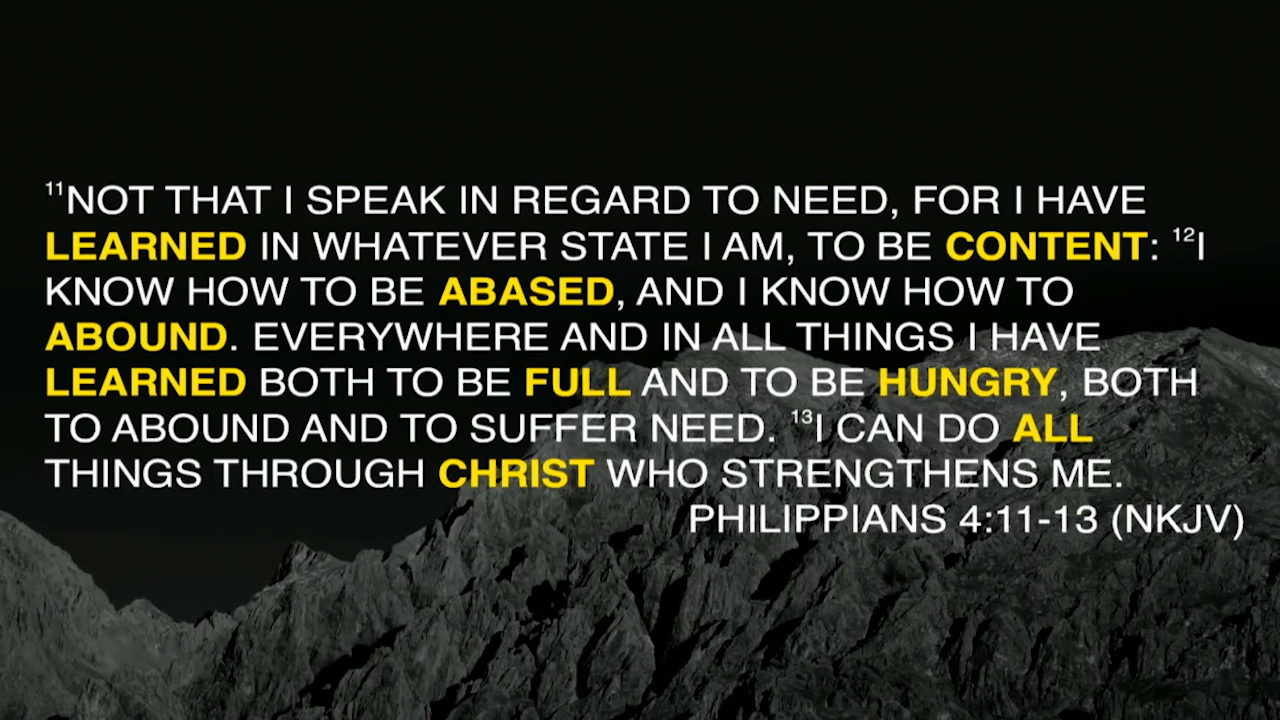 ¹¹NOT THAT I SPEAK IN REGARD TO NEED, FOR I HAVE
LEARNED IN WHATEVER STATE I AM, TO BE CONTENT: ¹²I
KNOW HOW TO BE ABASED, AND I KNOW HOW TO
ABOUND. EVERYWHERE AND IN ALL THINGS I HAVE
LEARNED BOTH TO BE FULL AND TO BE HUNGRY, BOTH
TO ABOUND AND TO SUFFER NEED. ¹³I CAN DO ALL
THINGS THROUGH CHRIST WHO STRENGTHENS ME.
PHILIPPIANS 4:11-13 (NKJV)